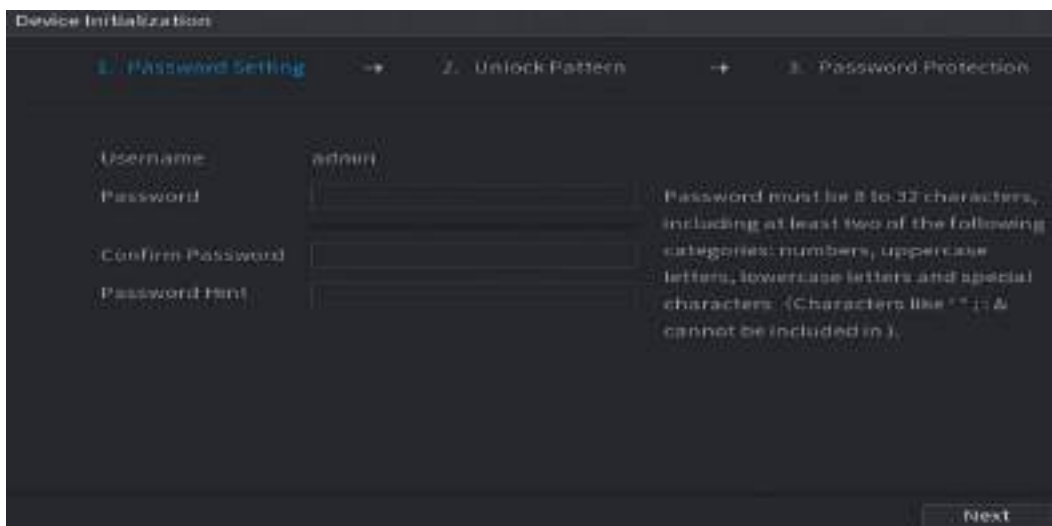 Device Initialization
1. Password Setting → 2. Unlock Pattern → 3. Password Protection
Username admin
Password
Password must be 8 to 32 characters,
including at least two of the following
Confirm Password
categories: numbers, uppercase
letters, lowercase letters and special
Password Hint
characters (Characters like ' " ; : &
cannot be included in ).
Next